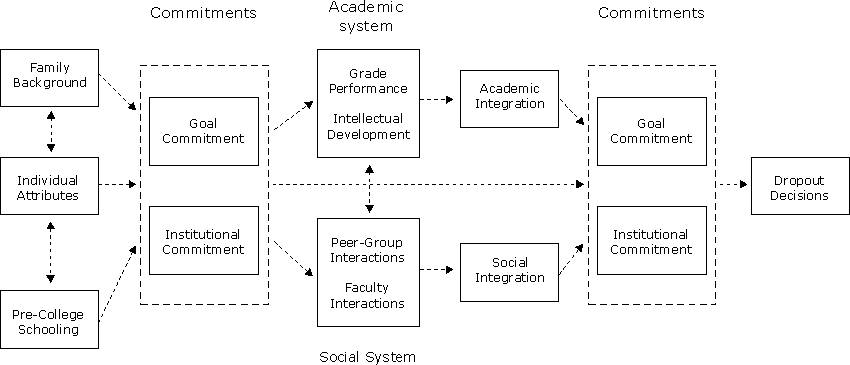 Commitments
Academic
system
Commitments
Family
Background
Individual
Attributes
Pre-College
Schooling
Goal
Commitment
Institutional
Commitment
Grade
Performance
Intellectual
Development
Peer-Group
Interactions
Faculty
Interactions
Social System
Academic
Integration
Social
Integration
Goal
Commitment
Institutional
Commitment
Dropout
Decisions